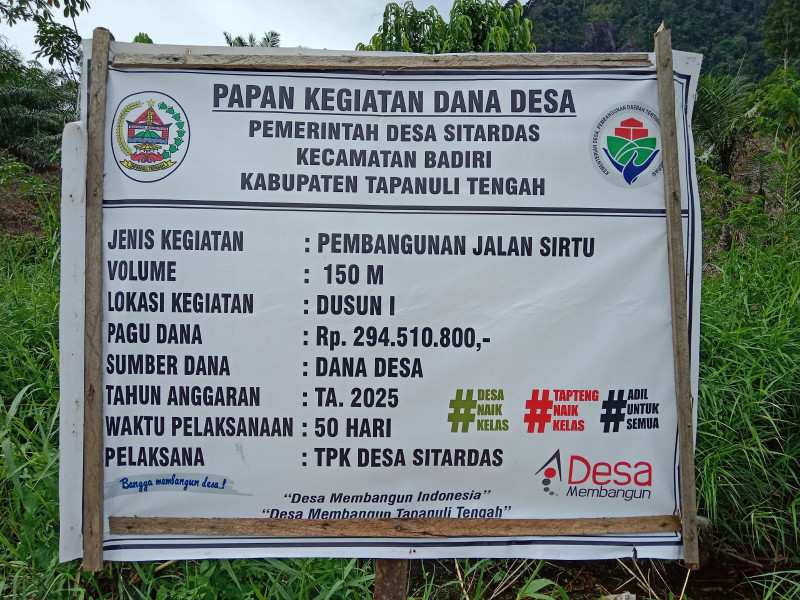 PAPAN KEGIATAN DANA DESA
PEMERINTAH DESA SITARDAS
KECAMATAN BADIRI
KABUPATEN TAPANULI TENGAH
JENIS KEGIATAN : PEMBANGUNAN JALAN SIRTU
VOLUME : 150 M
LOKASI KEGIATAN : DUSUN I
PAGU DANA : Rp. 294.510.800,-
SUMBER DANA : DANA DESA
TAHUN ANGGARAN : TA. 2025
WAKTU PELAKSANAAN : 50 HARI
PELAKSANA : TPK DESA SITARDAS
#DESA NAIK KELAS
#TAPTENG NAIK KELAS
#ADIL UNTUK SEMUA
Bangga membangun desa..!
Desa
Membangun
"Desa Membangun Indonesia"
"Desa Membangun Tapanuli Tengah"